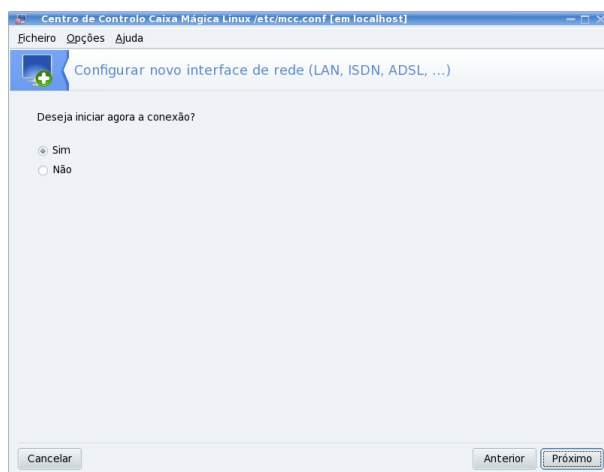 Centro de Controlo Caixa Mágica Linux /etc/mcc.conf [em localhost]
Ficheiro Opções Ajuda
Configurar novo interface de rede (LAN, ISDN, ADSL, ...)
Deseja iniciar agora a conexão?
Sim
Não
Cancelar Anterior Próximo